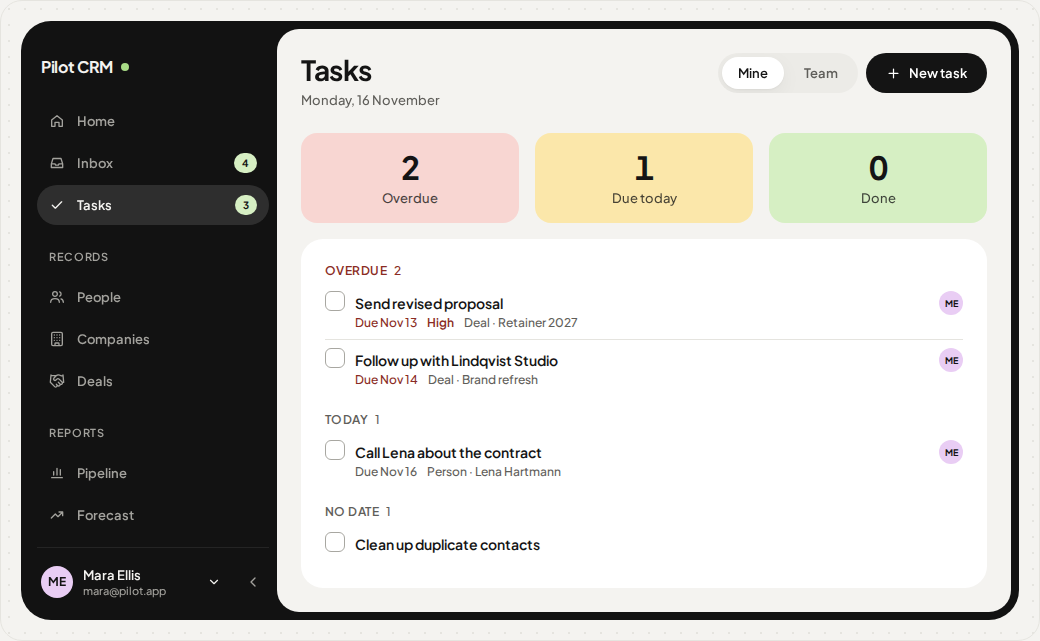 Pilot CRM
Home
Inbox 4
Tasks 3
RECORDS
People
Companies
Deals
REPORTS
Pipeline
Forecast
ME Mara Ellis
mara@pilot.app
Tasks
Monday, 16 November
Mine Team
New task
2
Overdue
1
Due today
0
Done
OVERDUE 2
Send revised proposal ME
Due Nov 13 High Deal · Retainer 2027
Follow up with Lindqvist Studio ME
Due Nov 14 Deal · Brand refresh
TODAY 1
Call Lena about the contract ME
Due Nov 16 Person · Lena Hartmann
NO DATE 1
Clean up duplicate contacts